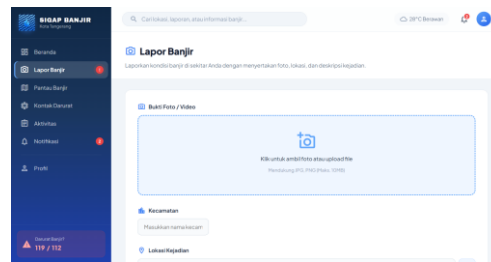 SIGAP BANJIR
Kota Tangerang
Cari lokasi, laporan, atau informasi banjir...
28°C Berawan
Beranda
Lapor Banjir
Pantau Banjir
Kontak Darurat
Aktivitas
Notifikasi
Profil
Darurat Banjir?
119 / 112
Lapor Banjir
Laporkan kondisi banjir di sekitar Anda dengan menyertakan foto, lokasi, dan deskripsi kejadian.
Bukti Foto / Video
Klik untuk ambil foto atau upload file
Mendukung JPG, PNG (Maks. 10MB)
Kecamatan
Masukkan nama kecam
Lokasi Kejadian